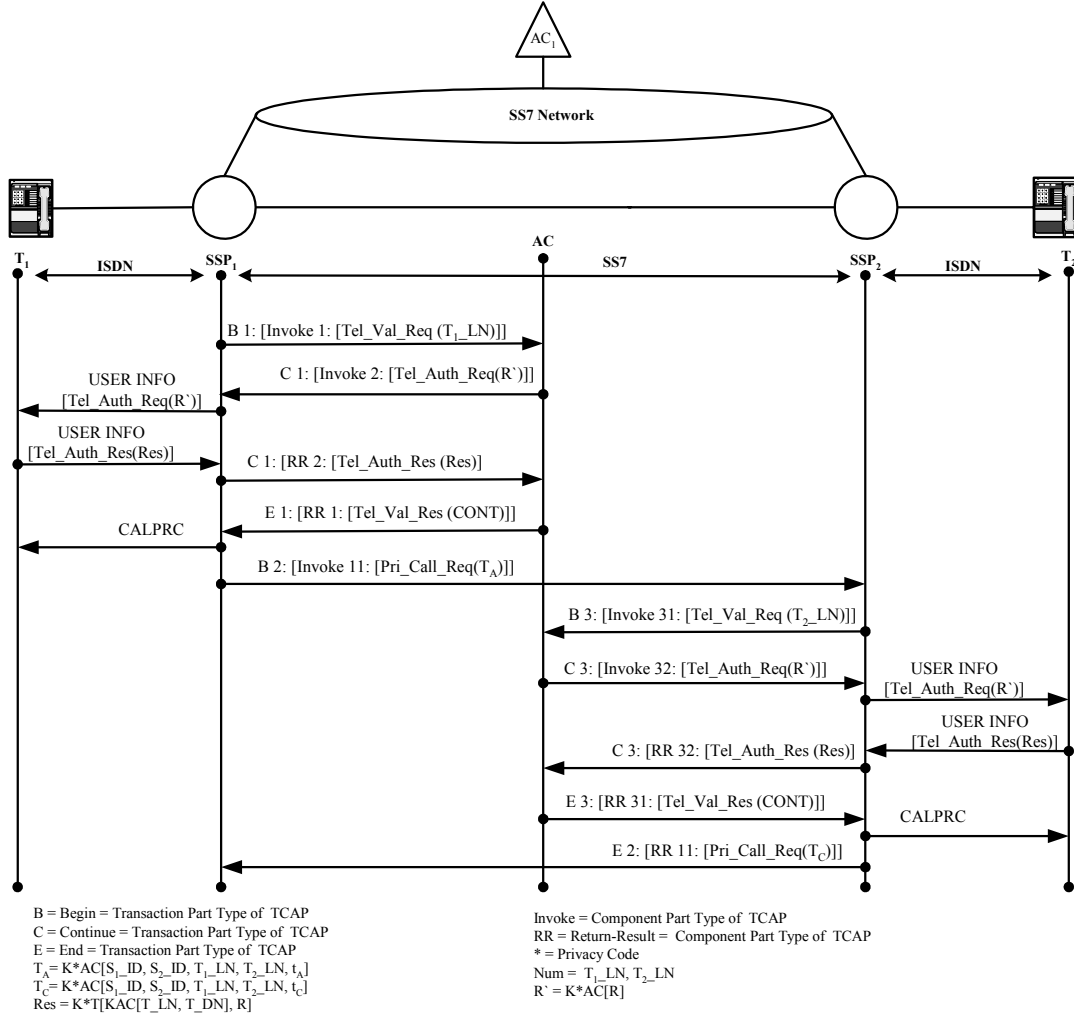 AC₁
SS7 Network
T₁
ISDN
SSP₁
SS7
AC
SSP₂
ISDN
T₂
B 1: [Invoke 1: [Tel_Val_Req (T₁_LN)]]
C 1: [Invoke 2: [Tel_Auth_Req(R`)]]
USER INFO
[Tel_Auth_Req(R`)]
USER INFO
[Tel_Auth_Res(Res)]
C 1: [RR 2: [Tel_Auth_Res (Res)]
E 1: [RR 1: [Tel_Val_Res (CONT)]]
CALPRC
B 2: [Invoke 11: [Pri_Call_Req(T_A)]]
B 3: [Invoke 31: [Tel_Val_Req (T₂_LN)]]
C 3: [Invoke 32: [Tel_Auth_Req(R`)]]
USER INFO
[Tel_Auth_Req(R`)]
USER INFO
[Tel_Auth_Res(Res)]
C 3: [RR 32: [Tel_Auth_Res (Res)]
E 3: [RR 31: [Tel_Val_Res (CONT)]]
CALPRC
E 2: [RR 11: [Pri_Call_Req(T_C)]]
B = Begin = Transaction Part Type of TCAP
C = Continue = Transaction Part Type of TCAP
E = End = Transaction Part Type of TCAP
T_A= K*AC[S₁_ID, S₂_ID, T₁_LN, T₂_LN, t_A]
T_C= K*AC[S₁_ID, S₂_ID, T₁_LN, T₂_LN, t_C]
Res = K*T[KAC[T_LN, T_DN], R]
Invoke = Component Part Type of TCAP
RR = Return-Result = Component Part Type of TCAP
* = Privacy Code
Num = T₁_LN, T₂_LN
R` = K*AC[R]